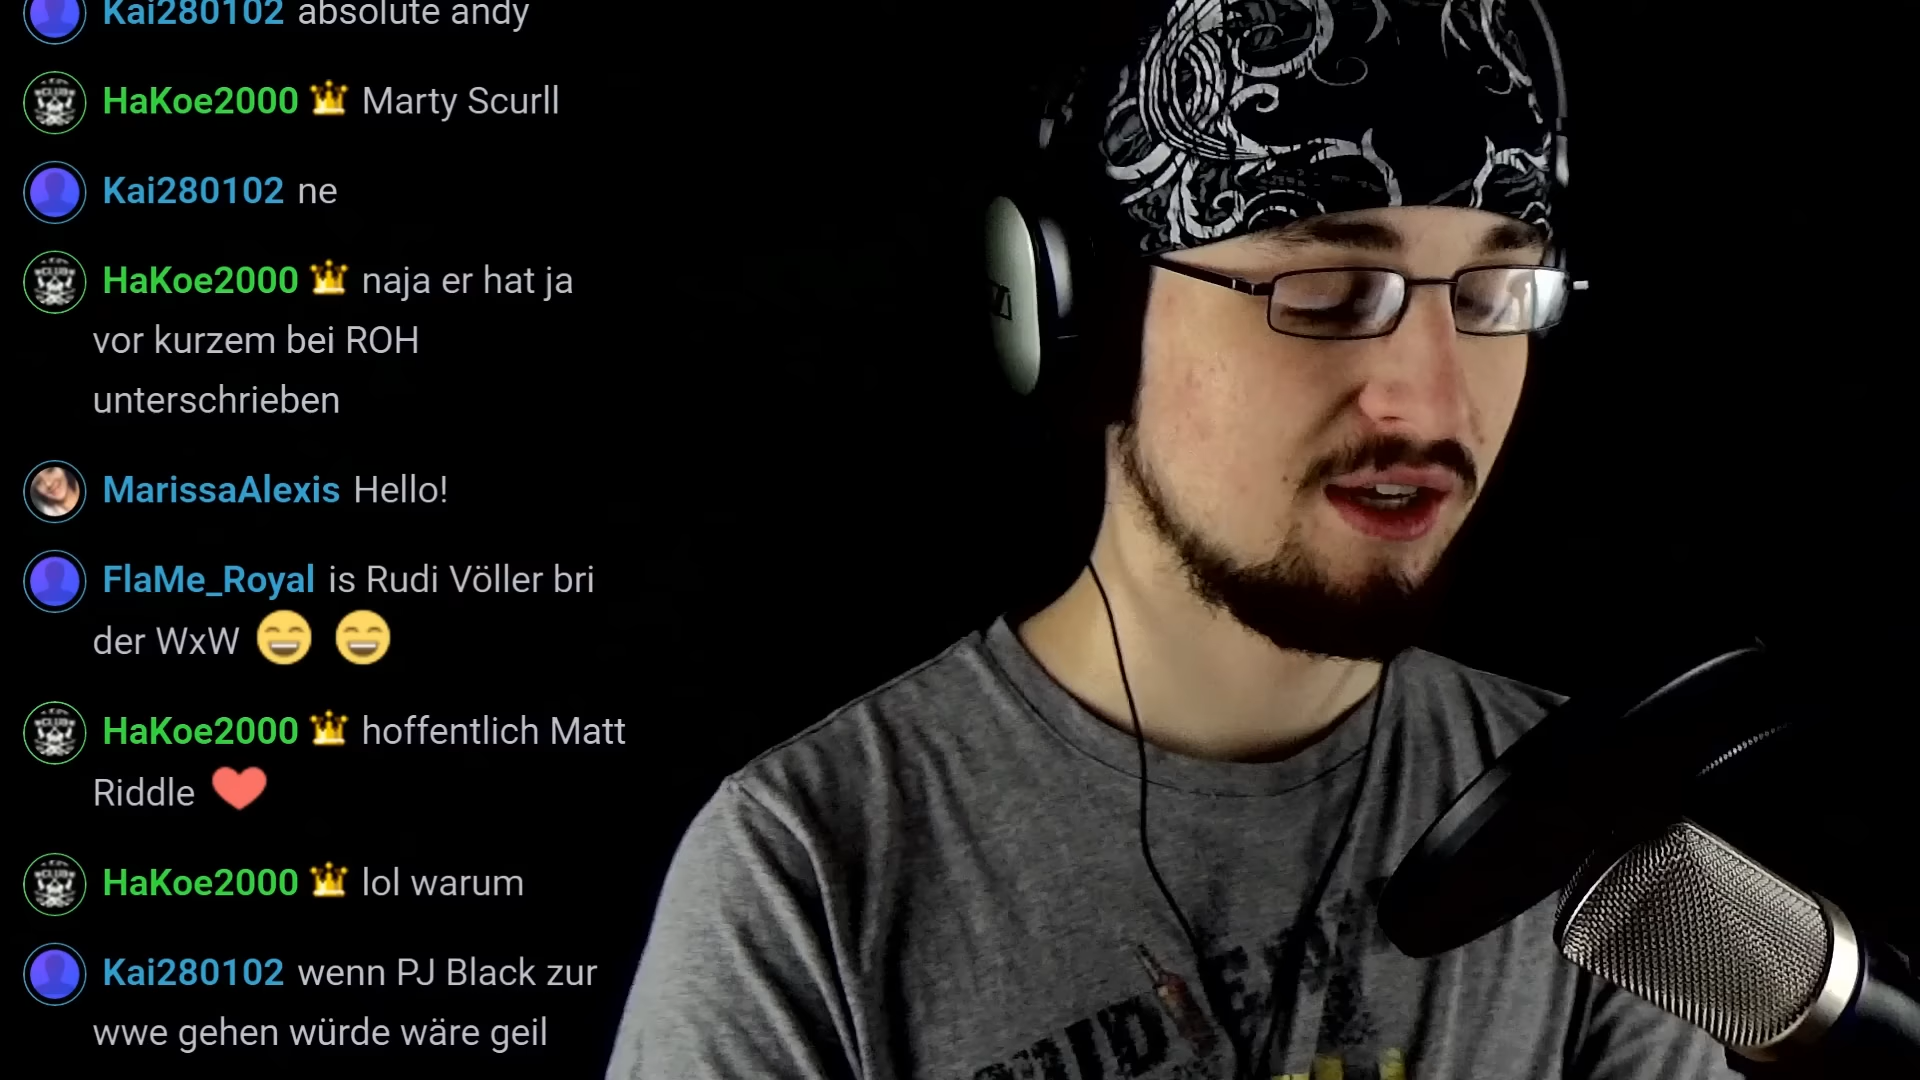 Kai280102 absolute andy
HaKoe2000 Marty Scurll
Kai280102 ne
HaKoe2000 naja er hat ja
vor kurzem bei ROH
unterschrieben
MarissaAlexis Hello!
FlaMe_Royal is Rudi Völler bri
der WxW
HaKoe2000 hoffentlich Matt
Riddle
HaKoe2000 lol warum
Kai280102 wenn PJ Black zur
wwe gehen würde wäre geil